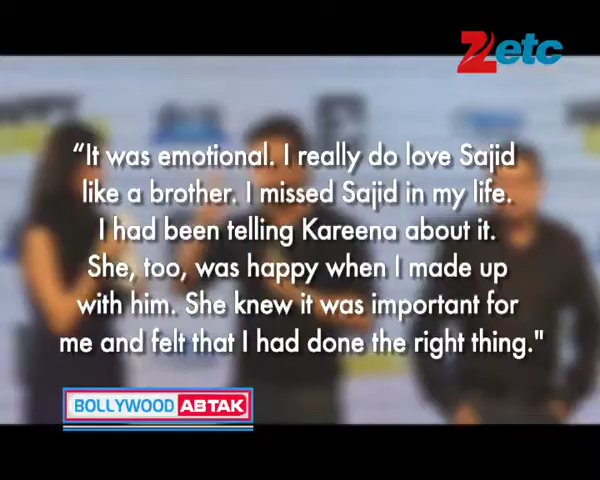 Zetc
“It was emotional. I really do love Sajid
like a brother. I missed Sajid in my life.
I had been telling Kareena about it.
She, too, was happy when I made up
with him. She knew it was important for
me and felt that I had done the right thing."
BOLLYWOOD ABTAK